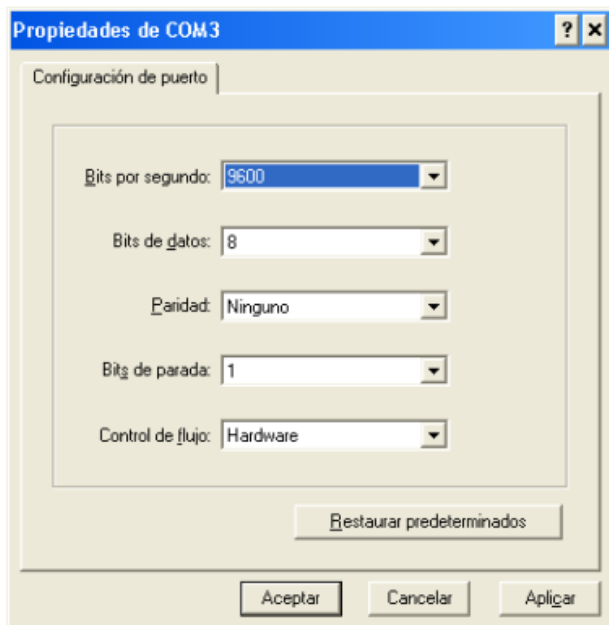 Propiedades de COM3
Configuración de puerto
Bits por segundo: 9600
Bits de datos: 8
Paridad: Ninguno
Bits de parada: 1
Control de flujo: Hardware
Restaurar predeterminados
Aceptar Cancelar Aplicar